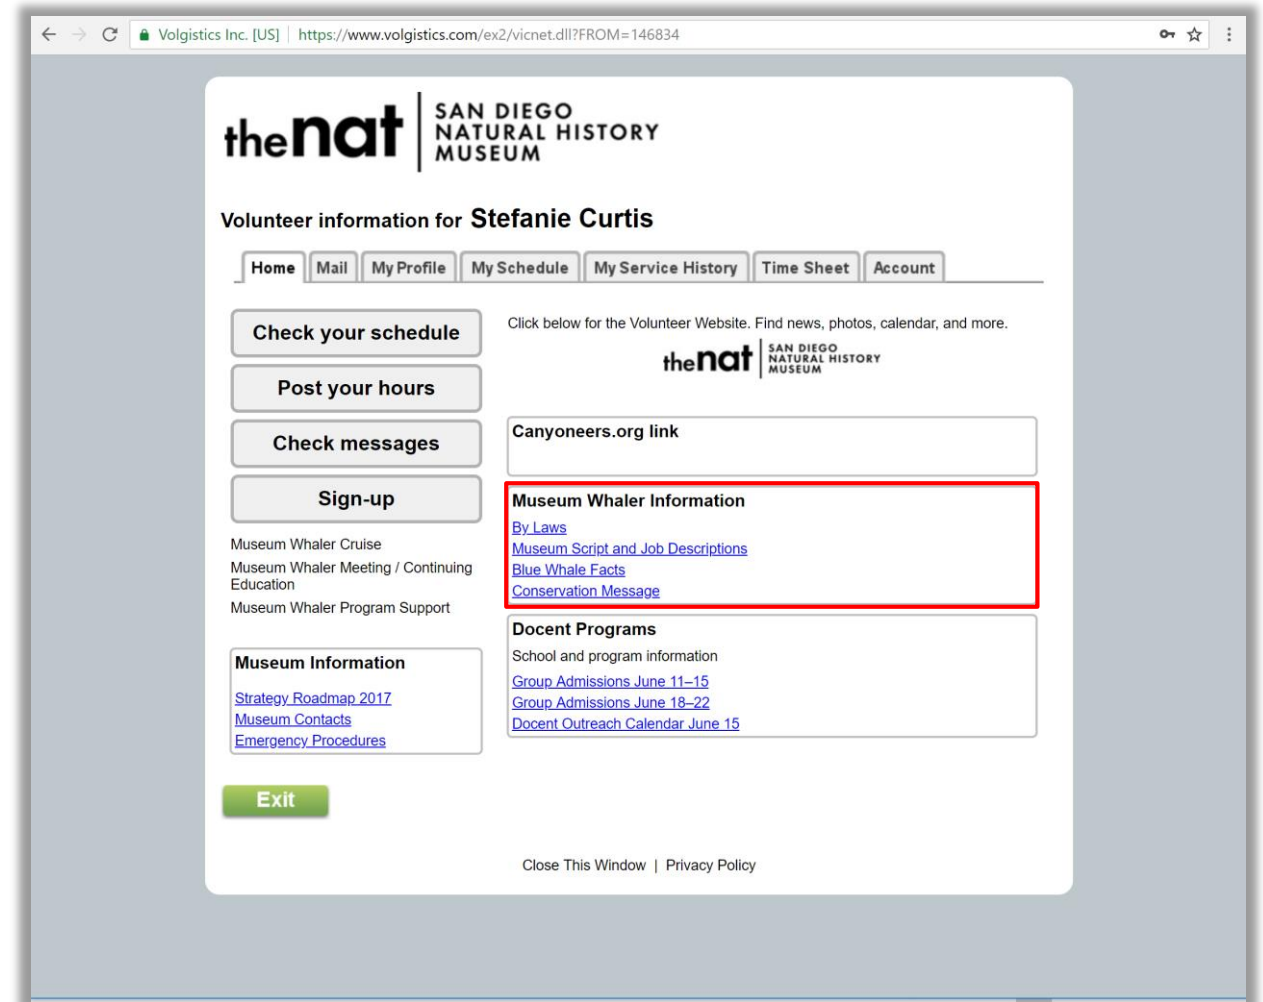 Volgistics Inc. [US] | https://www.volgistics.com/ex2/vicnet.dll?FROM=146834
thenat
SAN DIEGO
NATURAL HISTORY
MUSEUM
Volunteer information for Stefanie Curtis
Home Mail My Profile My Schedule My Service History Time Sheet Account
Check your schedule
Post your hours
Check messages
Sign-up
Museum Whaler Cruise
Museum Whaler Meeting / Continuing
Education
Museum Whaler Program Support
Museum Information
Strategy Roadmap 2017
Museum Contacts
Emergency Procedures
Click below for the Volunteer Website. Find news, photos, calendar, and more.
thenat
SAN DIEGO
NATURAL HISTORY
MUSEUM
Canyoneers.org link
Museum Whaler Information
By Laws
Museum Script and Job Descriptions
Blue Whale Facts
Conservation Message
Docent Programs
School and program information
Group Admissions June 11–15
Group Admissions June 18–22
Docent Outreach Calendar June 15
Exit
Close This Window | Privacy Policy